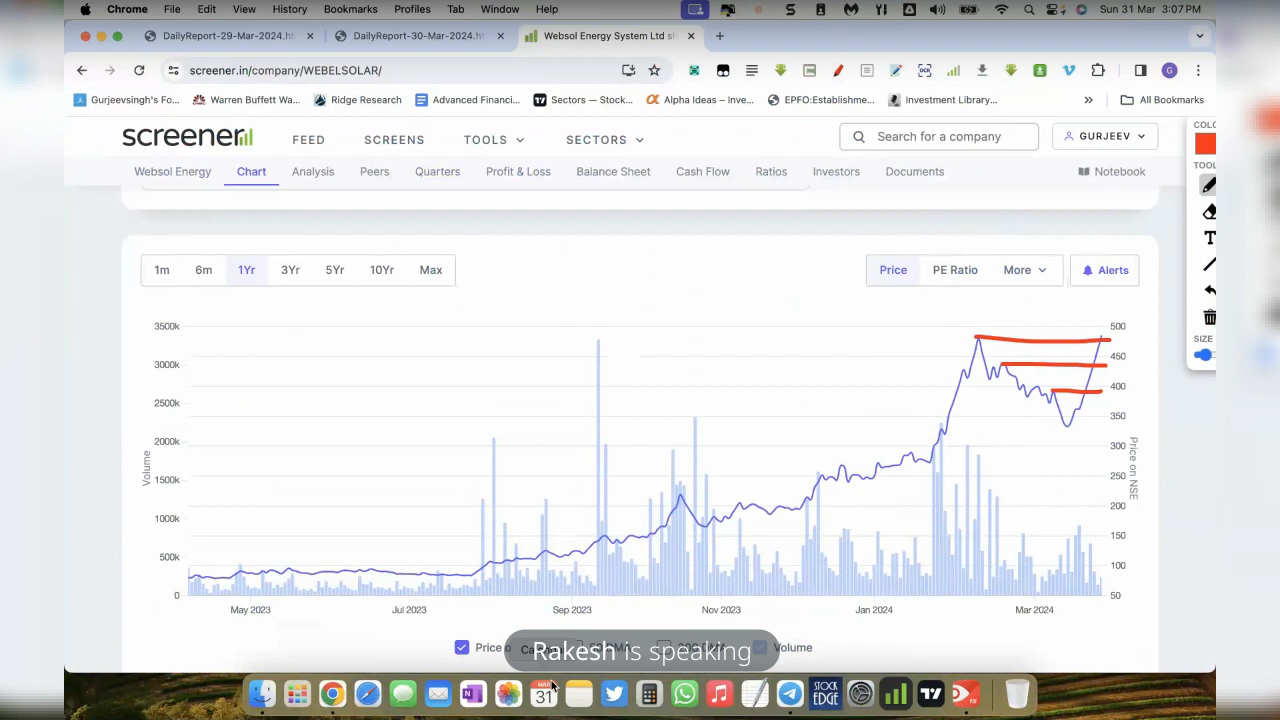 Chrome File Edit View History Bookmarks Profiles Tab Window Help Sun 31 Mar 3:07 PM
DailyReport-29-Mar-2024.h DailyReport-30-Mar-2024.h Websol Energy System Ltd sh
screener.in/company/WEBELSOLAR/
Gurjeevsingh's Fo... Warren Buffett Wa... Ridge Research Advanced Financi... Sectors — Stock... Alpha Ideas – Inve... EPFO:Establishme... Investment Library... » All Bookmarks
screener FEED SCREENS TOOLS SECTORS Search for a company GURJEEV
COLO
TOOL
Websol Energy Chart Analysis Peers Quarters Profit & Loss Balance Sheet Cash Flow Ratios Investors Documents Notebook
1m 6m 1Yr 3Yr 5Yr 10Yr Max Price PE Ratio More Alerts
SIZE
3500k 500
3000k 450
400
2500k 350
2000k 300
1500k 250
200
1000k 150
500k 100
0 50
Volume
Price on NSE
May 2023 Jul 2023 Sep 2023 Nov 2023 Jan 2024 Mar 2024
Price o Volume
Rakesh is speaking
MAR
31
STOCK
EDGE